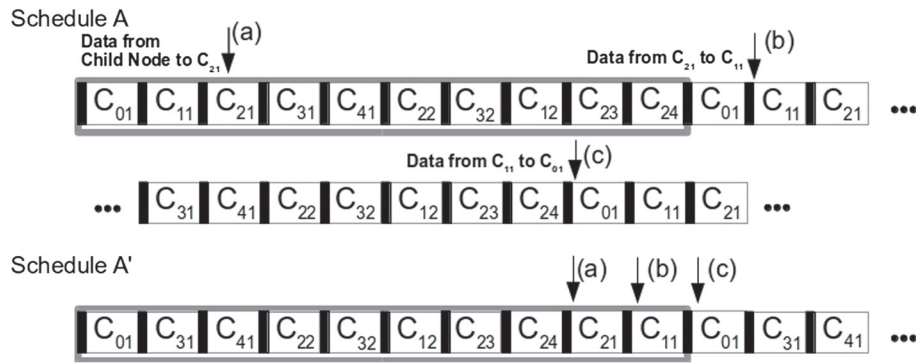 Schedule A
Data from
Child Node to C₂₁
(a)
Data from C₂₁ to C₁₁
(b)
C₀₁ C₁₁ C₂₁ C₃₁ C₄₁ C₂₂ C₃₂ C₁₂ C₂₃ C₂₄ C₀₁ C₁₁ C₂₁ •••
Data from C₁₁ to C₀₁
(c)
••• C₃₁ C₄₁ C₂₂ C₃₂ C₁₂ C₂₃ C₂₄ C₀₁ C₁₁ C₂₁ •••
Schedule A'
(a) (b) (c)
C₀₁ C₃₁ C₄₁ C₂₂ C₃₂ C₁₂ C₂₃ C₂₄ C₂₁ C₁₁ C₀₁ C₃₁ C₄₁ •••